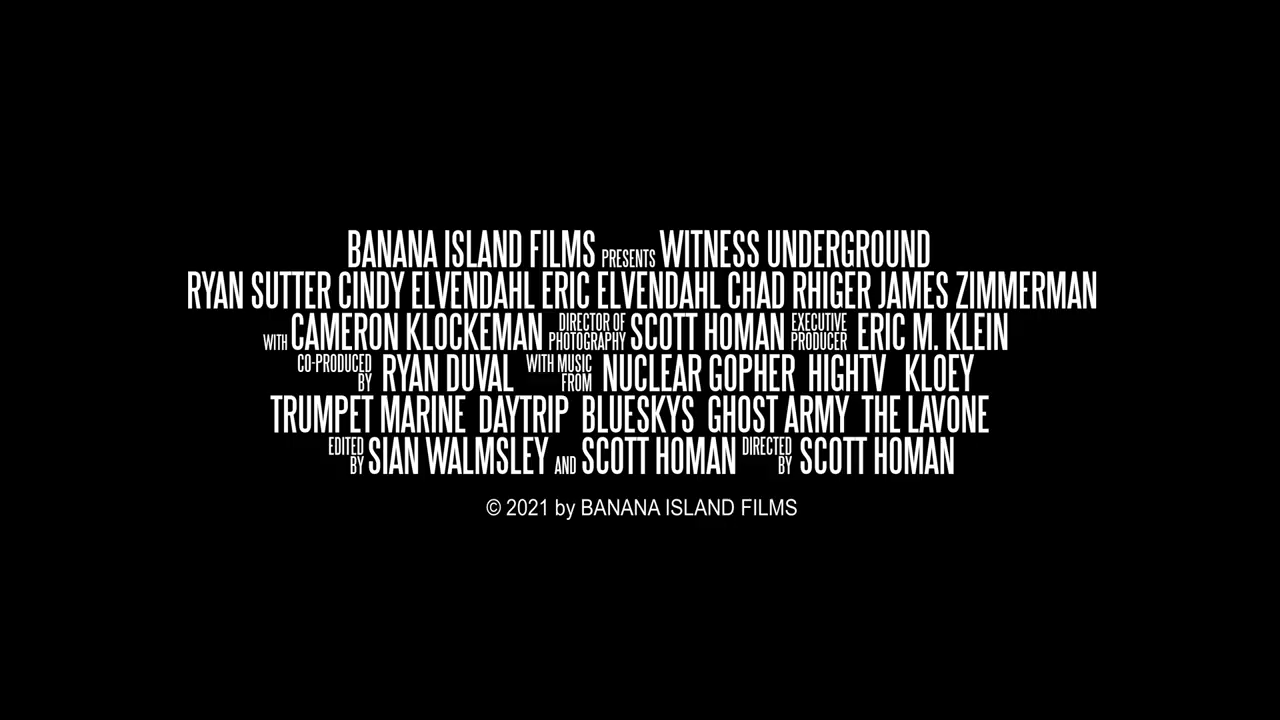 BANANA ISLAND FILMS PRESENTS WITNESS UNDERGROUND
RYAN SUTTER CINDY ELVENDAHL ERIC ELVENDAHL CHAD RHIGER JAMES ZIMMERMAN
WITH CAMERON KLOCKEMAN DIRECTOR OF PHOTOGRAPHY SCOTT HOMAN EXECUTIVE PRODUCER ERIC M. KLEIN
CO-PRODUCED BY RYAN DUVAL WITH MUSIC FROM NUCLEAR GOPHER HIGHTV KLOEY
TRUMPET MARINE DAYTRIP BLUESKYS GHOST ARMY THE LAVONE
EDITED BY SIAN WALMSLEY AND SCOTT HOMAN DIRECTED BY SCOTT HOMAN
© 2021 by BANANA ISLAND FILMS